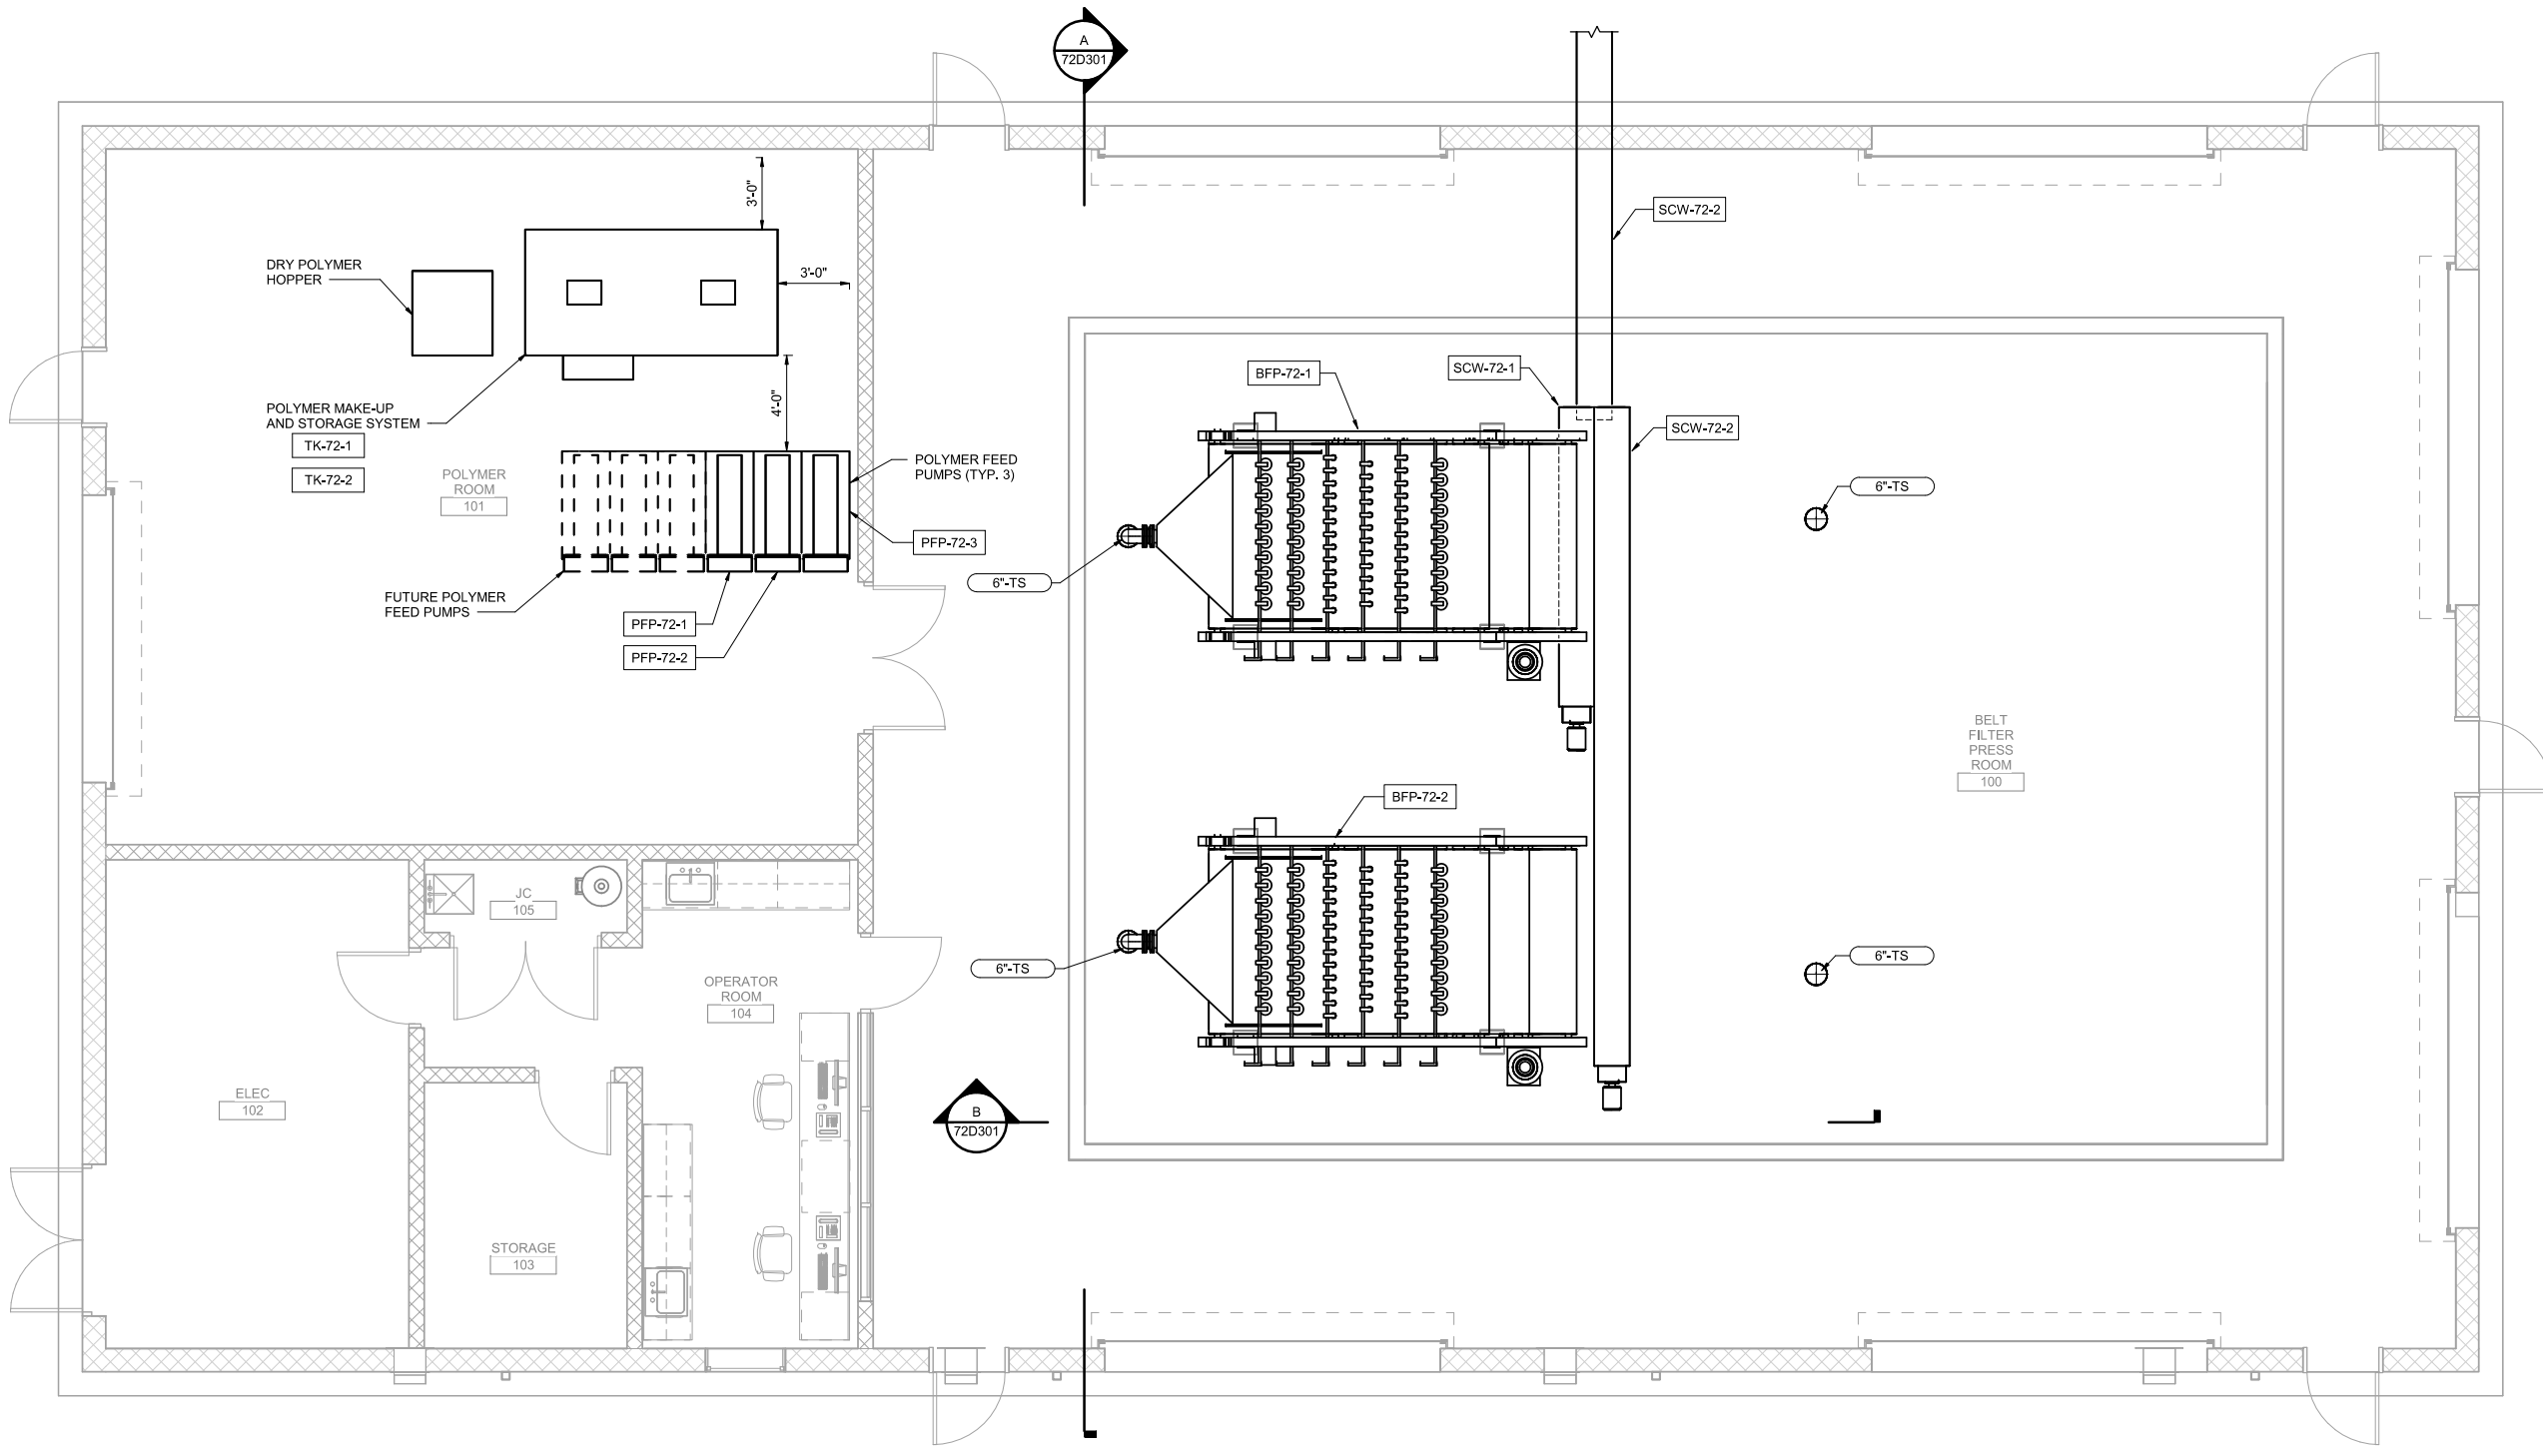 A
72D301
3'-0"
SCW-72-2
DRY POLYMER
HOPPER
3'-0"
BFP-72-1
SCW-72-1
POLYMER MAKE-UP
AND STORAGE SYSTEM
TK-72-1
TK-72-2
4'-0"
SCW-72-2
POLYMER
ROOM
101
POLYMER FEED
PUMPS (TYP. 3)
6"-TS
PFP-72-3
6"-TS
FUTURE POLYMER
FEED PUMPS
PFP-72-1
PFP-72-2
BELT
FILTER
PRESS
ROOM
100
BFP-72-2
JC
105
6"-TS
6"-TS
OPERATOR
ROOM
104
ELEC
102
B
72D301
STORAGE
103